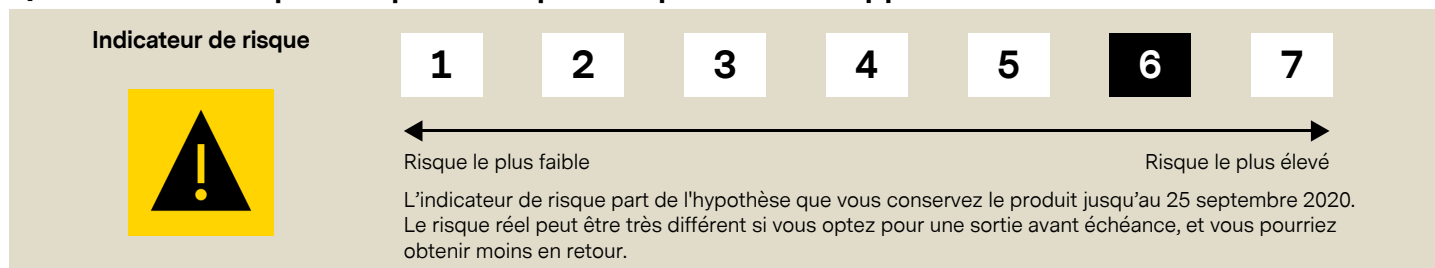 Indicateur de risque
1 2 3 4 5 6 7
Risque le plus faible Risque le plus élevé
L'indicateur de risque part de l'hypothèse que vous conservez le produit jusqu'au 25 septembre 2020.
Le risque réel peut être très différent si vous optez pour une sortie avant échéance, et vous pourriez
obtenir moins en retour.